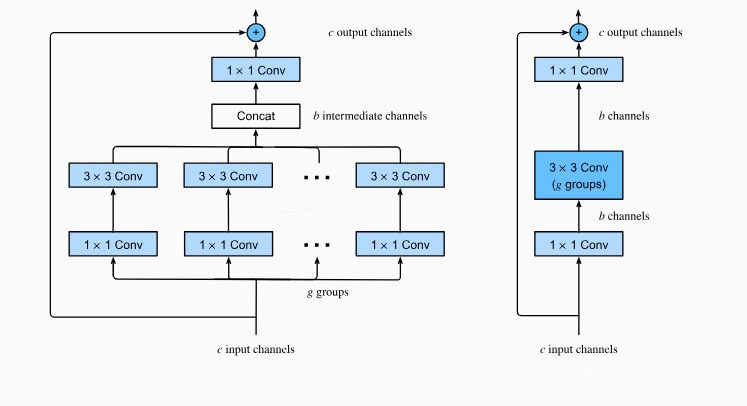 c output channels
1 × 1 Conv
Concat
b intermediate channels
3 × 3 Conv
3 × 3 Conv
3 × 3 Conv
1 × 1 Conv
1 × 1 Conv
1 × 1 Conv
g groups
c input channels
c output channels
1 × 1 Conv
b channels
3 × 3 Conv
(g groups)
b channels
1 × 1 Conv
c input channels